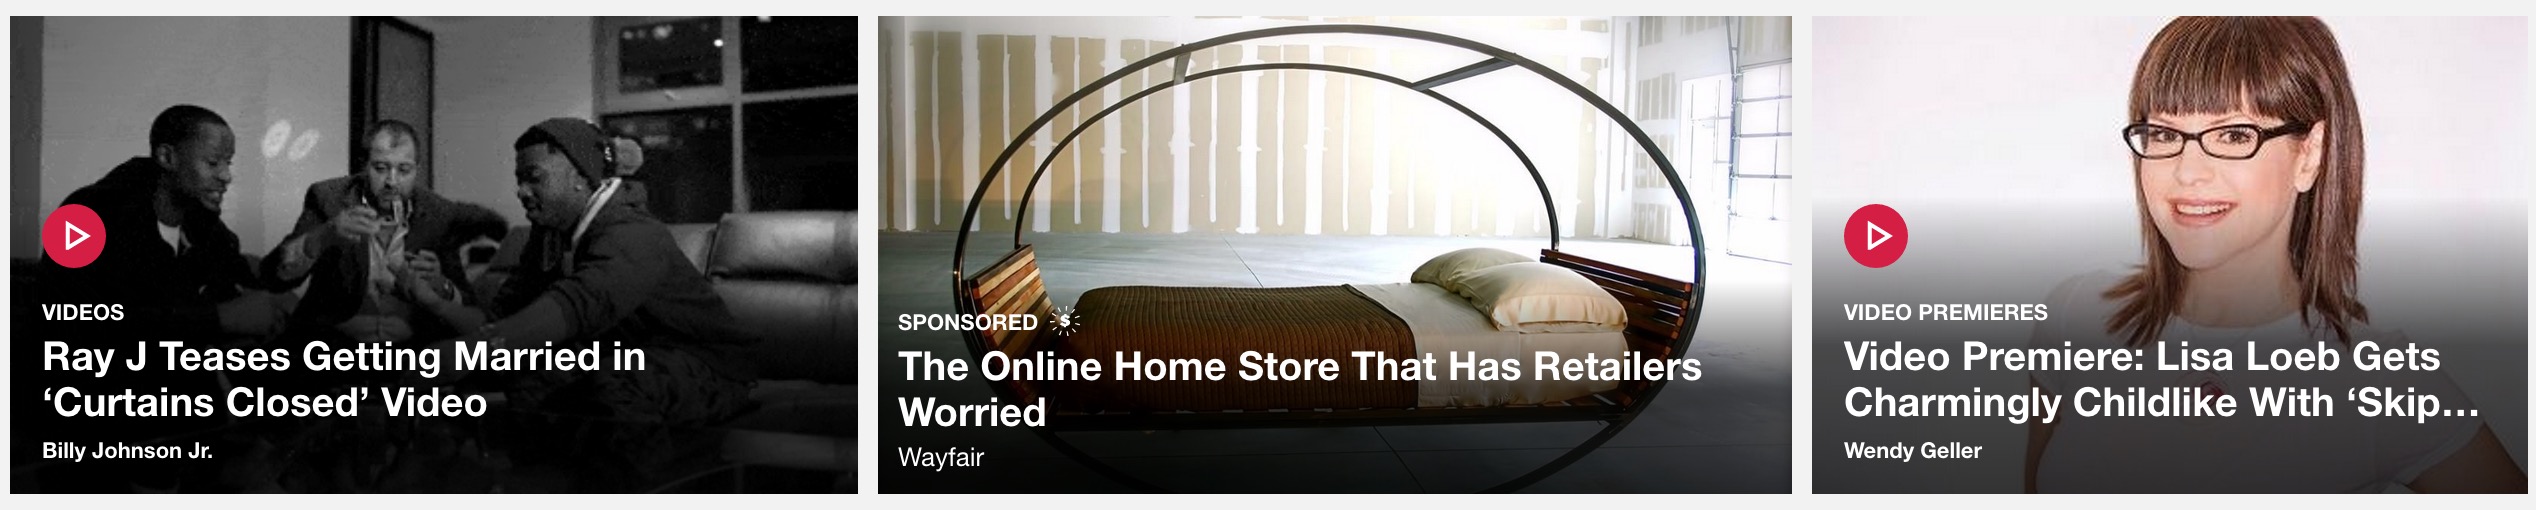 VIDEOS
Ray J Teases Getting Married in
‘Curtains Closed’ Video
Billy Johnson Jr.
SPONSORED
The Online Home Store That Has Retailers
Worried
Wayfair
VIDEO PREMIERES
Video Premiere: Lisa Loeb Gets
Charmingly Childlike With ‘Skip...
Wendy Geller